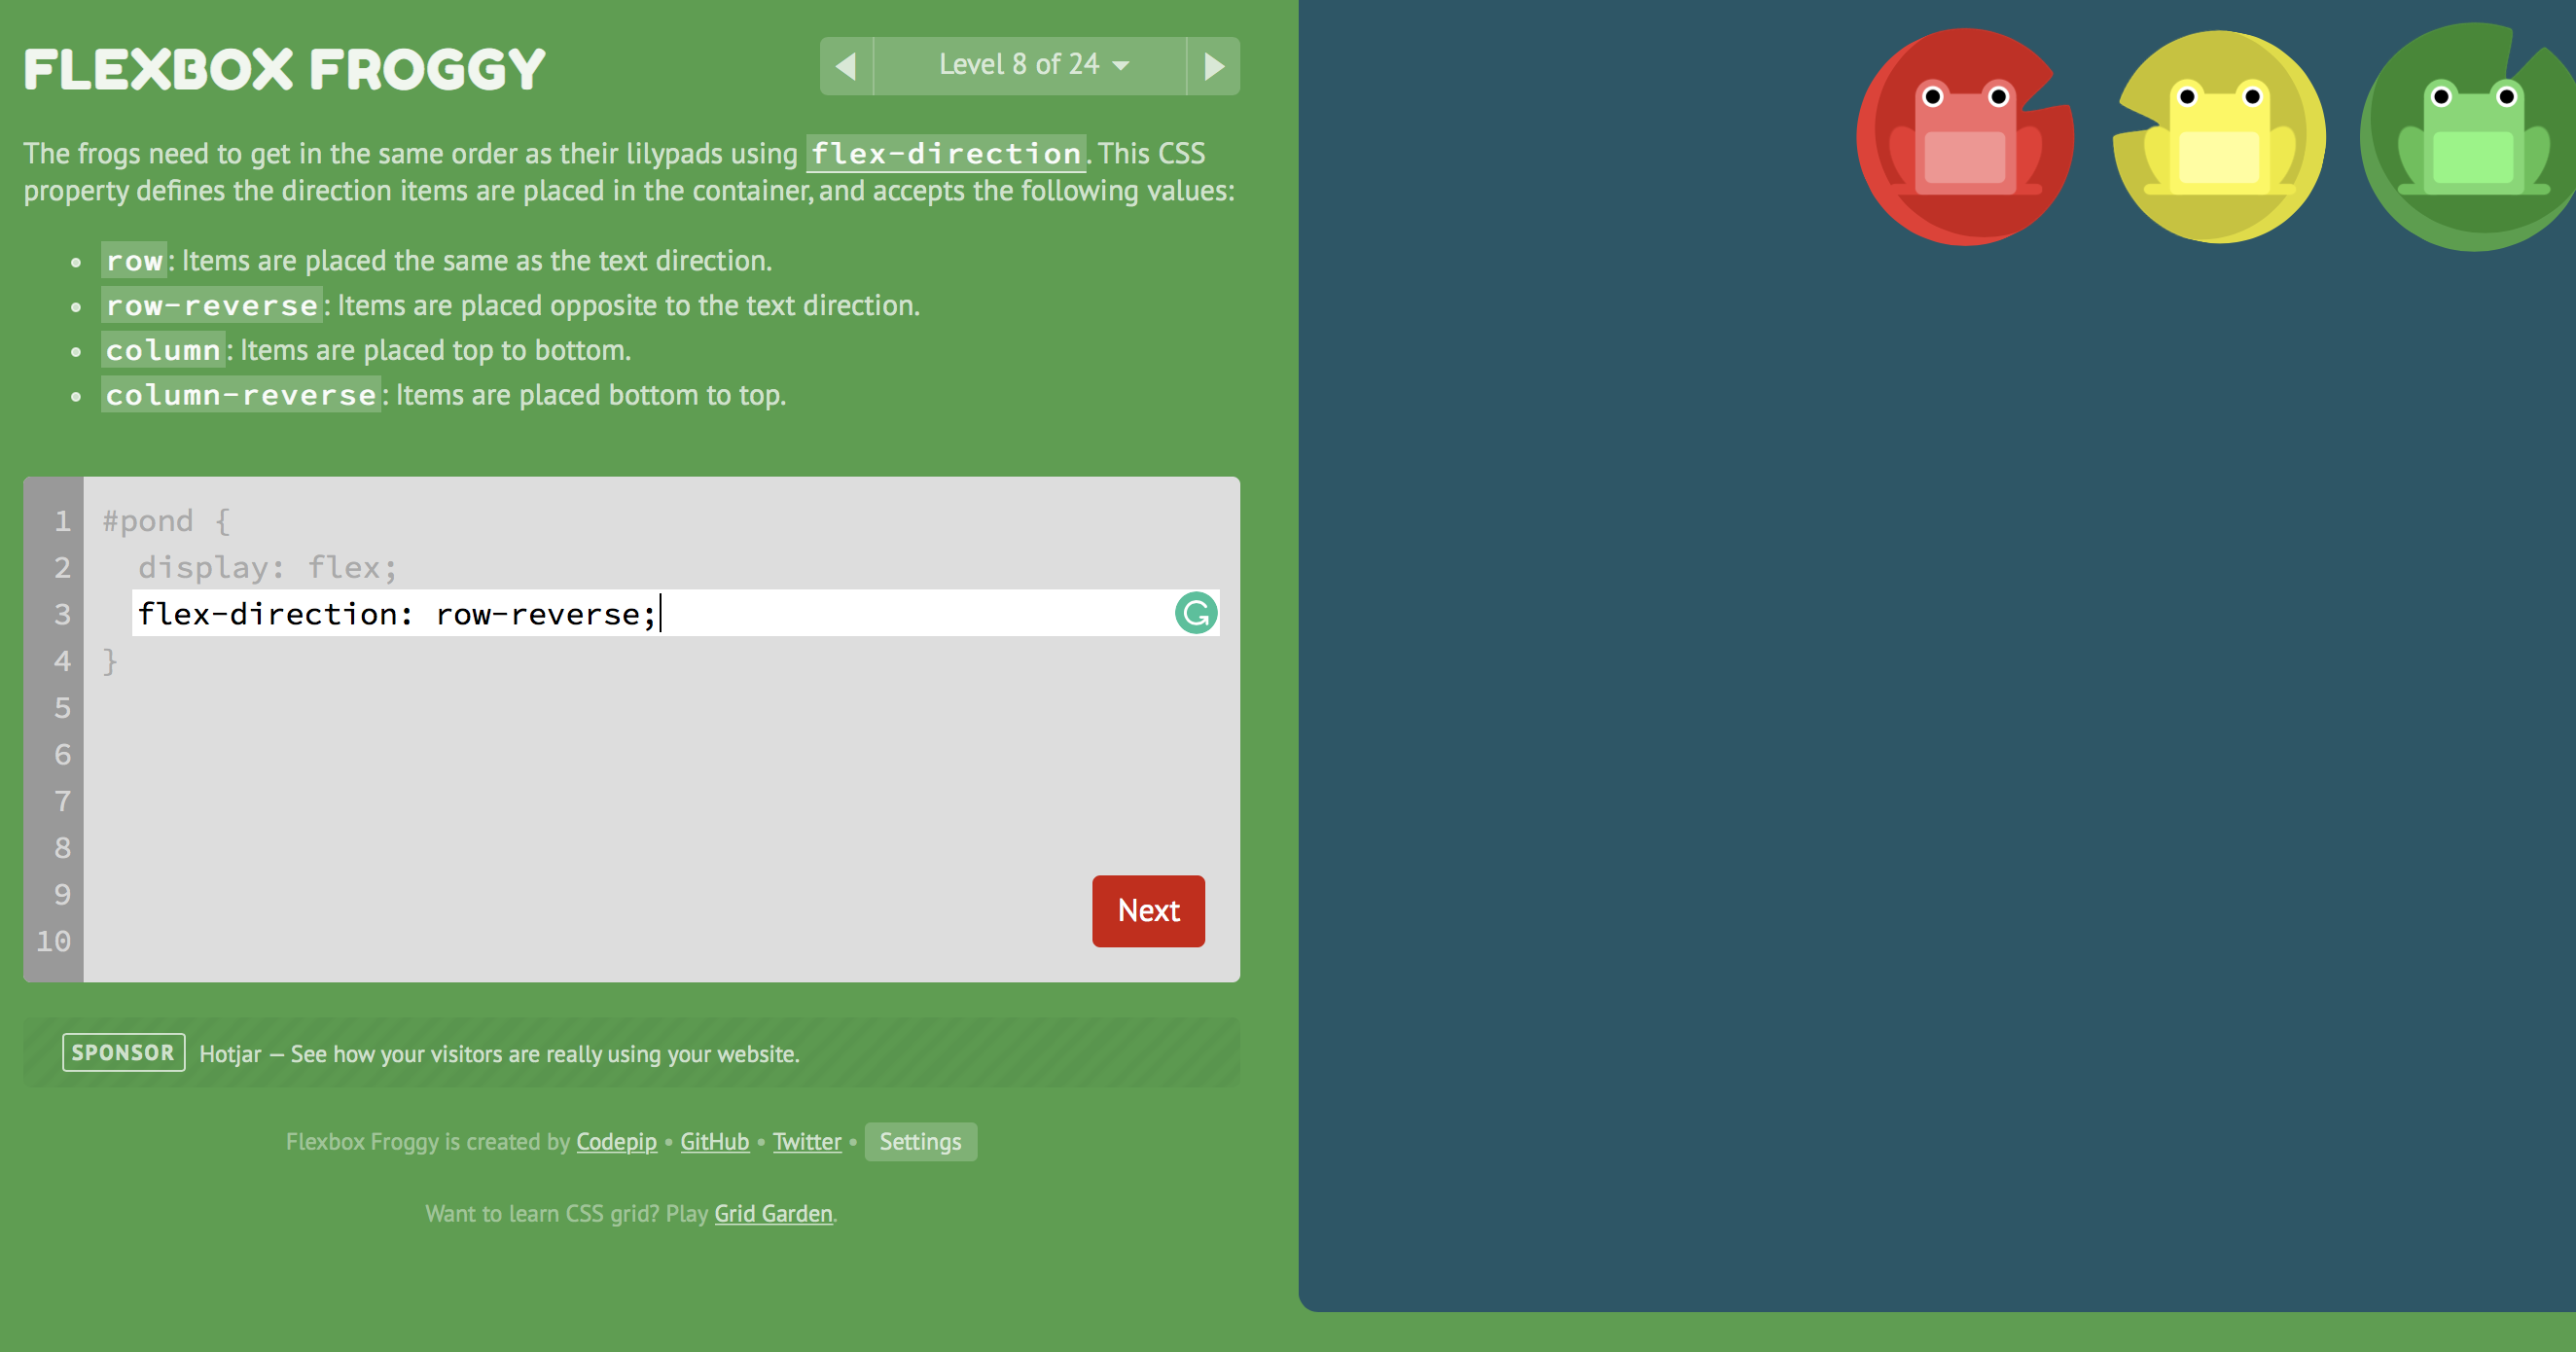 FLEXBOX FROGGY
Level 8 of 24
The frogs need to get in the same order as their lilypads using flex-direction. This CSS
property defines the direction items are placed in the container, and accepts the following values:
row: Items are placed the same as the text direction.
row-reverse: Items are placed opposite to the text direction.
column: Items are placed top to bottom.
column-reverse: Items are placed bottom to top.
1 #pond {
2 display: flex;
3 flex-direction: row-reverse;
4 }
5
6
7
8
9
10
Next
SPONSOR Hotjar — See how your visitors are really using your website.
Flexbox Froggy is created by Codepip • GitHub • Twitter • Settings
Want to learn CSS grid? Play Grid Garden.